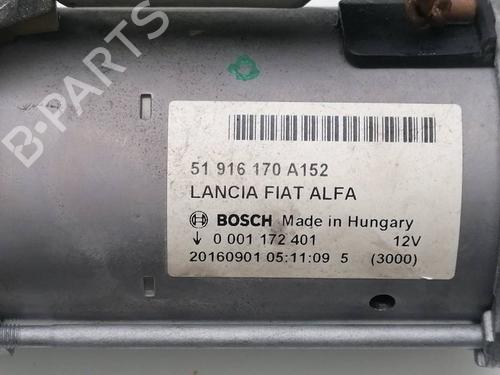 B-PARTS
51 916 170 A152
LANCIA FIAT ALFA
BOSCH Made in Hungary
↓ 0 001 172 401 12V
20160901 05:11:09 5 (3000)